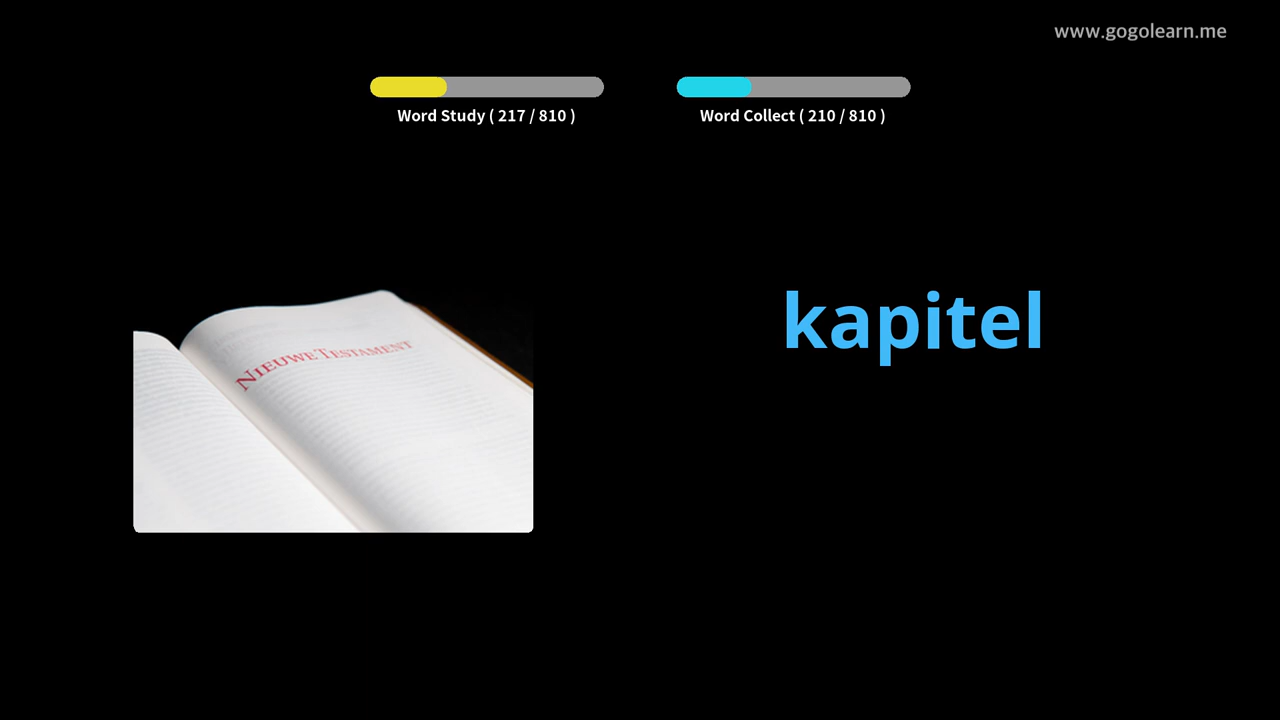 www.gogolearn.me
Word Study ( 217 / 810 )
Word Collect ( 210 / 810 )
NIEUWE TESTAMENT
kapitel